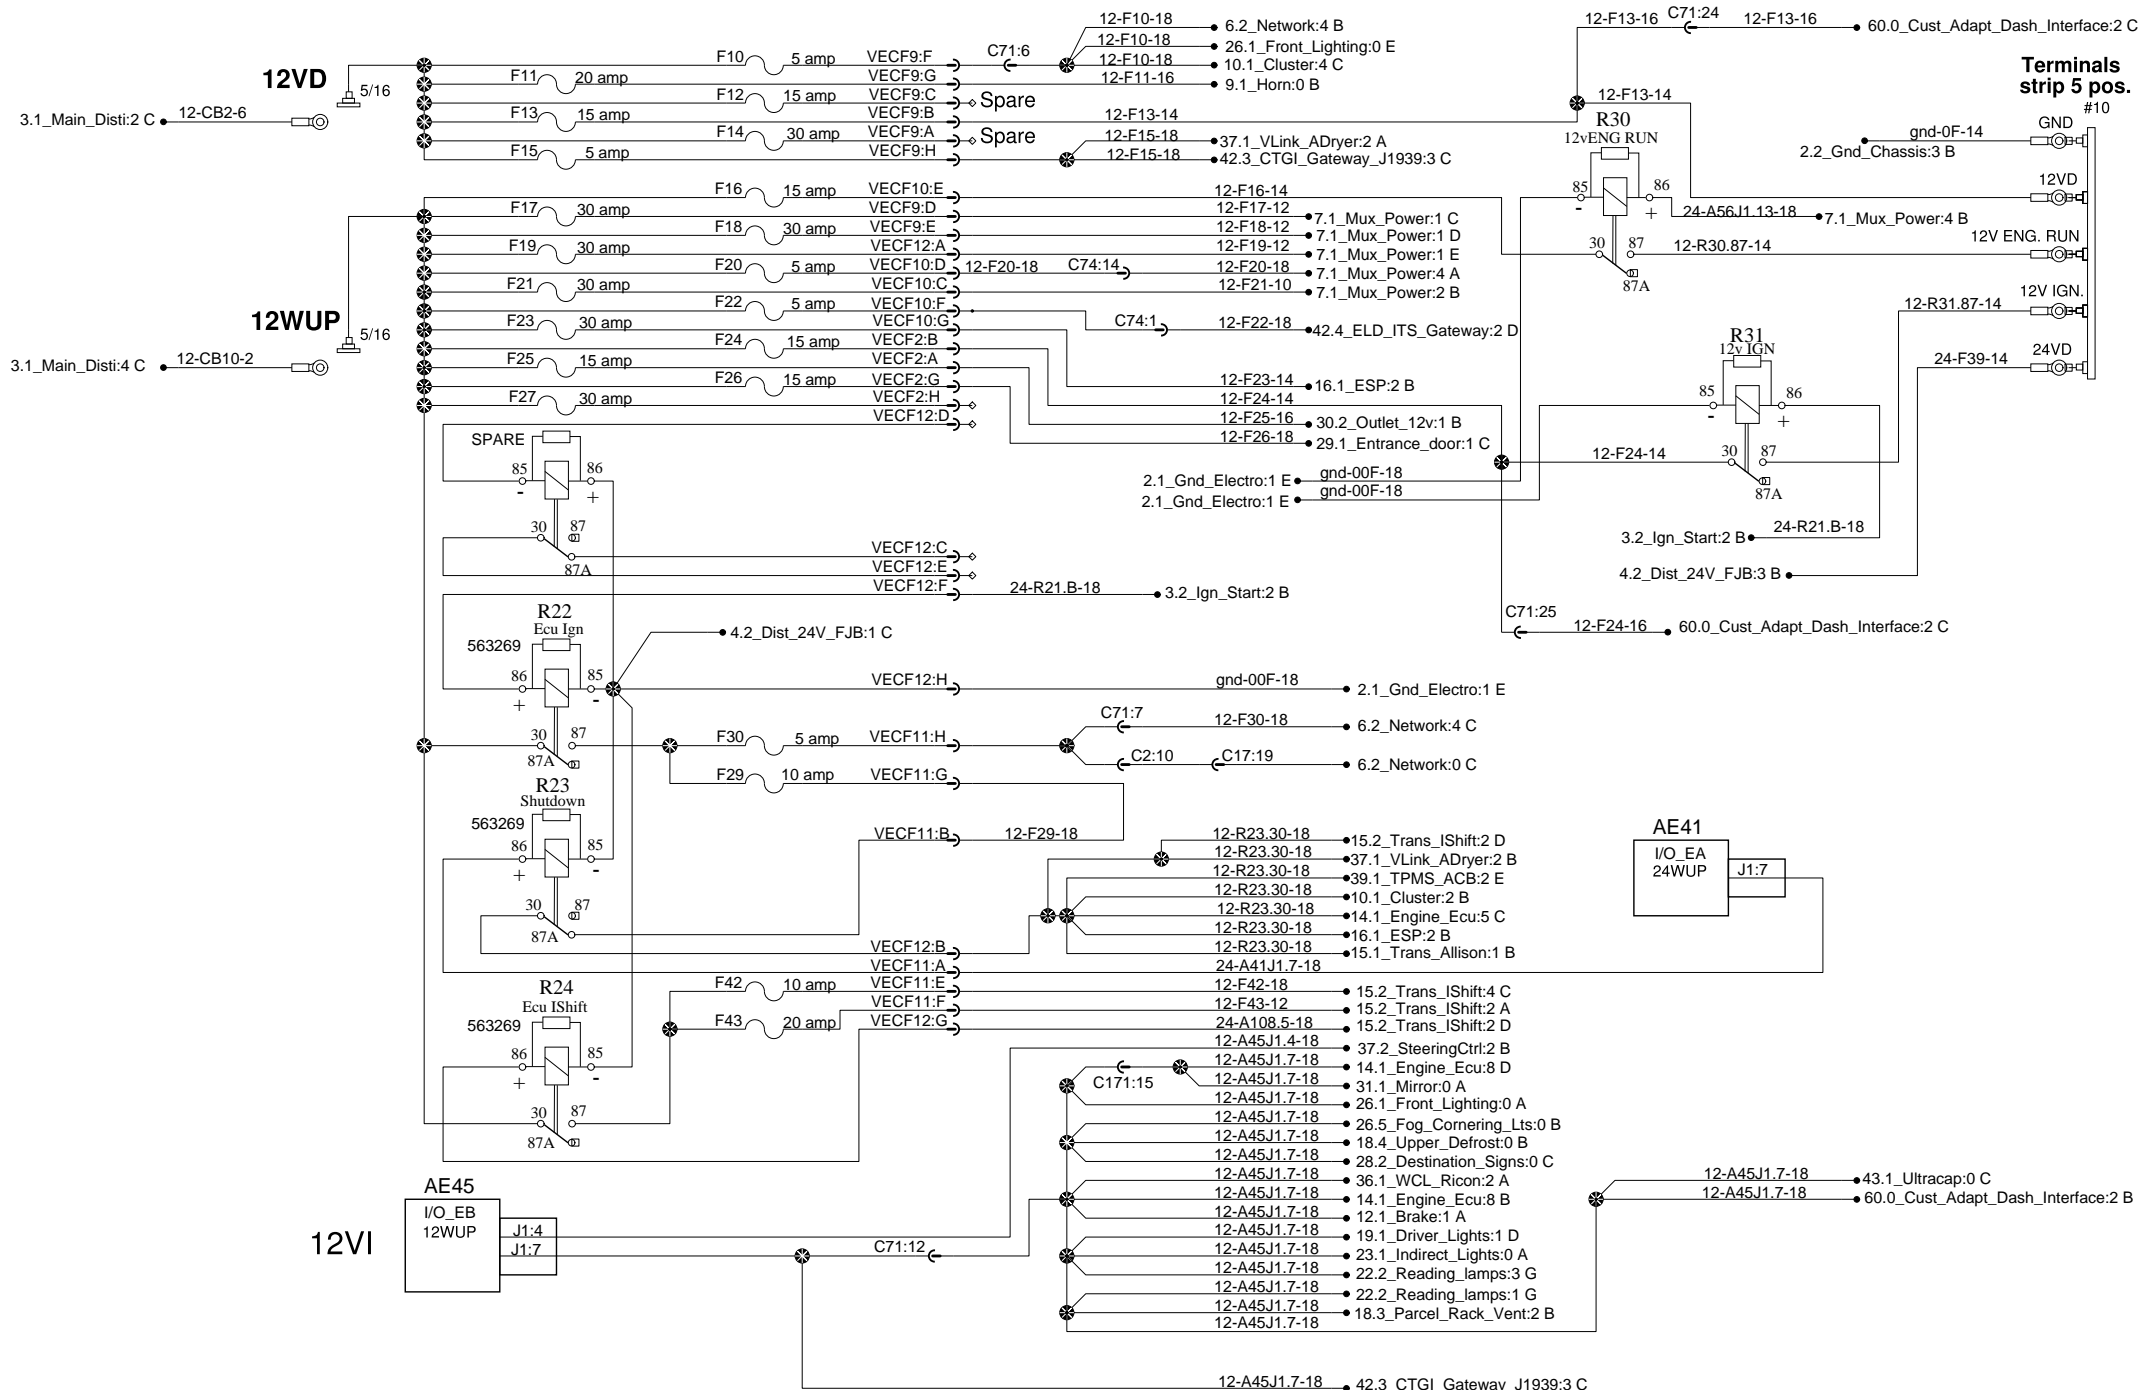 12VD
5/16
3.1_Main_Disti:2 C
12-CB2-6
F10 5 amp VECF9:F C71:6
12-F10-18 6.2_Network:4 B
12-F10-18 26.1_Front_Lighting:0 E
12-F10-18 10.1_Cluster:4 C
F11 20 amp VECF9:G 12-F11-16 9.1_Horn:0 B
F12 15 amp VECF9:C Spare
F13 15 amp VECF9:B 12-F13-14
F14 30 amp VECF9:A Spare
F15 5 amp VECF9:H
12-F15-18 37.1_VLink_ADryer:2 A
12-F15-18 42.3_CTGI_Gateway_J1939:3 C
12-F13-16 C71:24 12-F13-16 60.0_Cust_Adapt_Dash_Interface:2 C
12-F13-14
Terminals
strip 5 pos.
#10
GND
gnd-0F-14
2.2_Gnd_Chassis:3 B
12VD
12V ENG. RUN
12V IGN.
24VD
R30
12vENG RUN
85 86
- +
24-A56J1.13-18 7.1_Mux_Power:4 B
30 87 12-R30.87-14
87A
12-R31.87-14
24-F39-14
12WUP
5/16
3.1_Main_Disti:4 C
12-CB10-2
F16 15 amp VECF10:E 12-F16-14
F17 30 amp VECF9:D 12-F17-12 7.1_Mux_Power:1 C
F18 30 amp VECF9:E 12-F18-12 7.1_Mux_Power:1 D
F19 30 amp VECF12:A 12-F19-12 7.1_Mux_Power:1 E
F20 5 amp VECF10:D 12-F20-18 C74:14 12-F20-18 7.1_Mux_Power:4 A
F21 30 amp VECF10:C 12-F21-10 7.1_Mux_Power:2 B
F22 5 amp VECF10:F C74:1 12-F22-18 42.4_ELD_ITS_Gateway:2 D
F23 30 amp VECF10:G 12-F23-14 16.1_ESP:2 B
F24 15 amp VECF2:B 12-F24-14
F25 15 amp VECF2:A 12-F25-16 30.2_Outlet_12v:1 B
F26 15 amp VECF2:G 12-F26-18 29.1_Entrance_door:1 C
F27 30 amp VECF2:H
VECF12:D
R31
12v IGN
85 86
- +
12-F24-14 30 87
87A
2.1_Gnd_Electro:1 E gnd-00F-18
2.1_Gnd_Electro:1 E gnd-00F-18
3.2_Ign_Start:2 B 24-R21.B-18
4.2_Dist_24V_FJB:3 B
C71:25 12-F24-16 60.0_Cust_Adapt_Dash_Interface:2 C
SPARE
85 86
- +
30 87
87A
VECF12:C
VECF12:E
VECF12:F 24-R21.B-18 3.2_Ign_Start:2 B
R22
Ecu Ign
563269
86 85
+ -
4.2_Dist_24V_FJB:1 C
VECF12:H gnd-00F-18 2.1_Gnd_Electro:1 E
30 87
87A
F30 5 amp VECF11:H
C71:7 12-F30-18 6.2_Network:4 C
C2:10 C17:19 6.2_Network:0 C
F29 10 amp VECF11:G
R23
Shutdown
563269
86 85
+ -
VECF11:B 12-F29-18
30 87
87A
12-R23.30-18 15.2_Trans_IShift:2 D
12-R23.30-18 37.1_VLink_ADryer:2 B
12-R23.30-18 39.1_TPMS_ACB:2 E
12-R23.30-18 10.1_Cluster:2 B
12-R23.30-18 14.1_Engine_Ecu:5 C
12-R23.30-18 16.1_ESP:2 B
VECF12:B 12-R23.30-18 15.1_Trans_Allison:1 B
VECF11:A 24-A41J1.7-18
AE41
I/O_EA
24WUP
J1:7
R24
Ecu IShift
563269
86 85
+ -
30 87
87A
F42 10 amp VECF11:E 12-F42-18 15.2_Trans_IShift:4 C
F43 20 amp VECF11:F 12-F43-12 15.2_Trans_IShift:2 A
VECF12:G 24-A108.5-18 15.2_Trans_IShift:2 D
12-A45J1.4-18 37.2_SteeringCtrl:2 B
C171:15
12-A45J1.7-18 14.1_Engine_Ecu:8 D
12-A45J1.7-18 31.1_Mirror:0 A
12-A45J1.7-18 26.1_Front_Lighting:0 A
12-A45J1.7-18 26.5_Fog_Cornering_Lts:0 B
12-A45J1.7-18 18.4_Upper_Defrost:0 B
12-A45J1.7-18 28.2_Destination_Signs:0 C
12-A45J1.7-18 36.1_WCL_Ricon:2 A
12-A45J1.7-18 14.1_Engine_Ecu:8 B
12-A45J1.7-18 12.1_Brake:1 A
12-A45J1.7-18 19.1_Driver_Lights:1 D
12-A45J1.7-18 23.1_Indirect_Lights:0 A
12-A45J1.7-18 22.2_Reading_lamps:3 G
12-A45J1.7-18 22.2_Reading_lamps:1 G
12-A45J1.7-18 18.3_Parcel_Rack_Vent:2 B
12-A45J1.7-18
12-A45J1.7-18 43.1_Ultracap:0 C
12-A45J1.7-18 60.0_Cust_Adapt_Dash_Interface:2 B
12VI
AE45
I/O_EB
12WUP
J1:4
J1:7
C71:12
12-A45J1.7-18 42.3_CTGI_Gateway_J1939:3 C